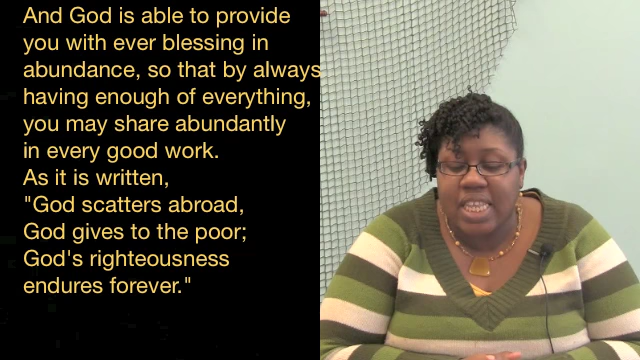 And God is able to provide
you with ever blessing in
abundance, so that by always
having enough of everything,
you may share abundantly
in every good work.
As it is written,
"God scatters abroad,
God gives to the poor;
God's righteousness
endures forever."